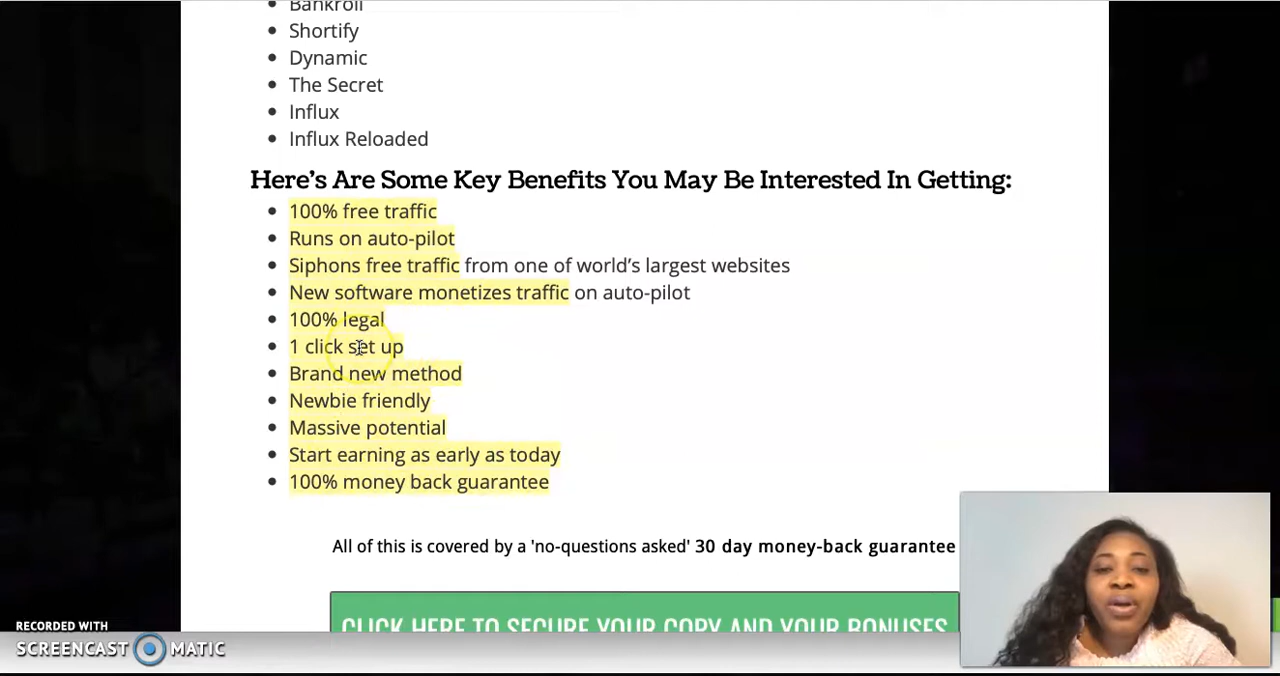 Bankroll
Shortify
Dynamic
The Secret
Influx
Influx Reloaded
Here’s Are Some Key Benefits You May Be Interested In Getting:
100% free traffic
Runs on auto-pilot
Siphons free traffic from one of world’s largest websites
New software monetizes traffic on auto-pilot
100% legal
1 click set up
Brand new method
Newbie friendly
Massive potential
Start earning as early as today
100% money back guarantee
All of this is covered by a 'no-questions asked' 30 day money-back guarantee
CLICK HERE TO SECURE YOUR COPY AND YOUR BONUSES
RECORDED WITH
SCREENCAST MATIC